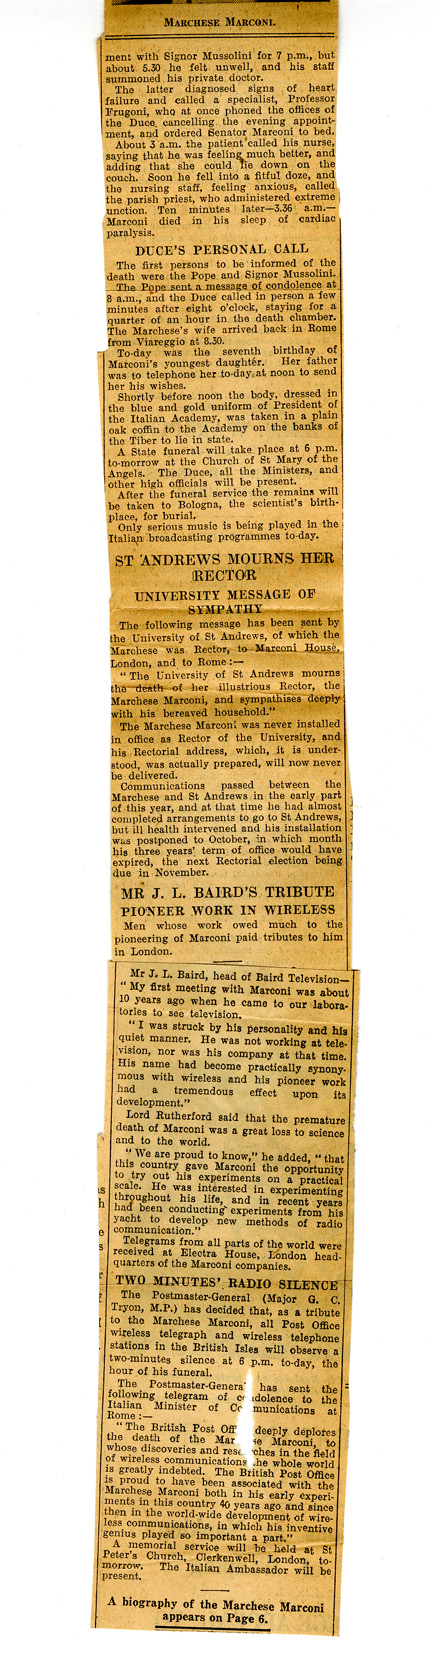 MARCHESE MARCONI.
ment with Signor Mussolini for 7 p.m., but
about 5.30 he felt unwell, and his staff
summoned his private doctor.
The latter diagnosed signs of heart
failure and called a specialist, Professor
Frugoni, who at once phoned the offices of
the Duce, cancelling the evening appoint-
ment, and ordered Senator Marconi to bed.
About 3 a.m. the patient called his nurse,
saying that he was feeling much better, and
adding that she could lie down on the
couch. Soon he fell into a fitful doze, and
the nursing staff, feeling anxious, called
the parish priest, who administered extreme
unction. Ten minutes later—3.36 a.m.—
Marconi died in his sleep of cardiac
paralysis.
DUCE'S PERSONAL CALL
The first persons to be informed of the
death were the Pope and Signor Mussolini.
The Pope sent a message of condolence at
8 a.m., and the Duce called in person a few
minutes after eight o'clock, staying for a
quarter of an hour in the death chamber.
The Marchese's wife arrived back in Rome
from Viareggio at 8.30.
To-day was the seventh birthday of
Marconi's youngest daughter. Her father
was to telephone her to-day at noon to send
her his wishes.
Shortly before noon the body, dressed in
the blue and gold uniform of President of
the Italian Academy, was taken in a plain
oak coffin to the Academy on the banks of
the Tiber to lie in state.
A State funeral will take place at 6 p.m.
to-morrow at the Church of St Mary of the
Angels. The Duce, all the Ministers, and
other high officials will be present.
After the funeral service the remains will
be taken to Bologna, the scientist's birth-
place, for burial.
Only serious music is being played in the
Italian broadcasting programmes to-day.
ST ANDREWS MOURNS HER
RECTOR
UNIVERSITY MESSAGE OF
SYMPATHY
The following message has been sent by
the University of St Andrews, of which the
Marchese was Rector, to Marconi House,
London, and to Rome:—
"The University of St Andrews mourns
the death of her illustrious Rector, the
Marchese Marconi, and sympathises deeply
with his bereaved household."
The Marchese Marconi was never installed
in office as Rector of the University, and
his Rectorial address, which, it is under-
stood, was actually prepared, will now never
be delivered.
Communications passed between the
Marchese and St Andrews in the early part
of this year, and at that time he had almost
completed arrangements to go to St Andrews,
but ill health intervened and his installation
was postponed to October, in which month
his three years' term of office would have
expired, the next Rectorial election being
due in November.
MR J. L. BAIRD'S TRIBUTE
PIONEER WORK IN WIRELESS
Men whose work owed much to the
pioneering of Marconi paid tributes to him
in London.
Mr J. L. Baird, head of Baird Television—
"My first meeting with Marconi was about
10 years ago when he came to our labora-
tories to see television.
"I was struck by his personality and his
quiet manner. He was not working at tele-
vision, nor was his company at that time.
His name had become practically synony-
mous with wireless and his pioneer work
had a tremendous effect upon its
development."
Lord Rutherford said that the premature
death of Marconi was a great loss to science
and to the world.
"We are proud to know," he added, "that
this country gave Marconi the opportunity
to try out his experiments on a practical
scale. He was interested in experimenting
throughout his life, and in recent years
had been conducting experiments from his
yacht to develop new methods of radio
communication."
Telegrams from all parts of the world were
received at Electra House, London head-
quarters of the Marconi companies.
TWO MINUTES' RADIO SILENCE
The Postmaster-General (Major G. C.
Tryon, M.P.) has decided that, as a tribute
to the Marchese Marconi, all Post Office
wireless telegraph and wireless telephone
stations in the British Isles will observe a
two-minutes silence at 6 p.m. to-day, the
hour of his funeral.
The Postmaster-General has sent the
following telegram of condolence to the
Italian Minister of Communications at
Rome:—
"The British Post Off deeply deplores
the death of the Mar se Marconi, to
whose discoveries and researches in the field
of wireless communications the whole world
is greatly indebted. The British Post Office
is proud to have been associated with the
Marchese Marconi both in his early experi-
ments in this country 40 years ago and since
then in the world-wide development of wire-
less communications, in which his inventive
genius played so important a part."
A memorial service will be held at St
Peter's Church, Clerkenwell, London, to-
morrow. The Italian Ambassador will be
present.
A biography of the Marchese Marconi
appears on Page 6.